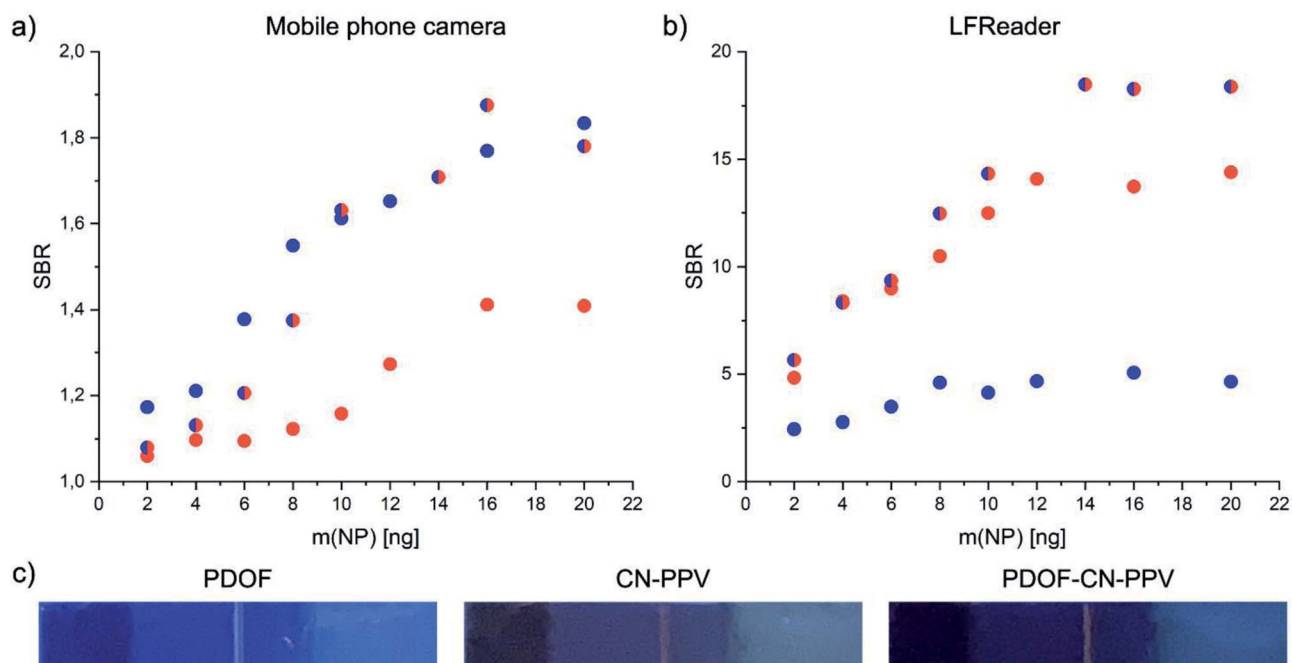 a) Mobile phone camera
2,0
1,8
1,6
1,4
1,2
1,0
SBR
0 2 4 6 8 10 12 14 16 18 20 22
m(NP) [ng]
b) LFReader
20
15
10
5
0
SBR
0 2 4 6 8 10 12 14 16 18 20 22
m(NP) [ng]
c) PDOF CN-PPV PDOF-CN-PPV